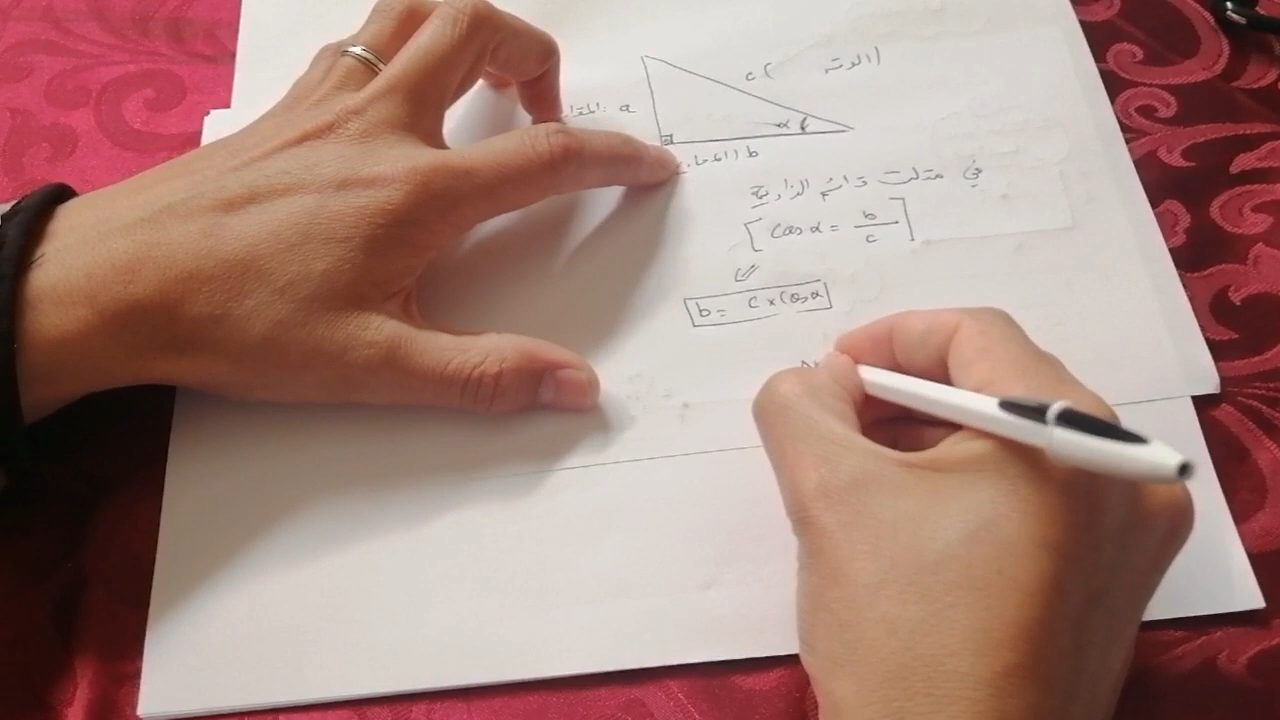 c (الوتر)
المقابل: a
α
b (المجاور)
في مثلث قائم الزاوية
[cos α = b/c]
⇙
b = c × cos α